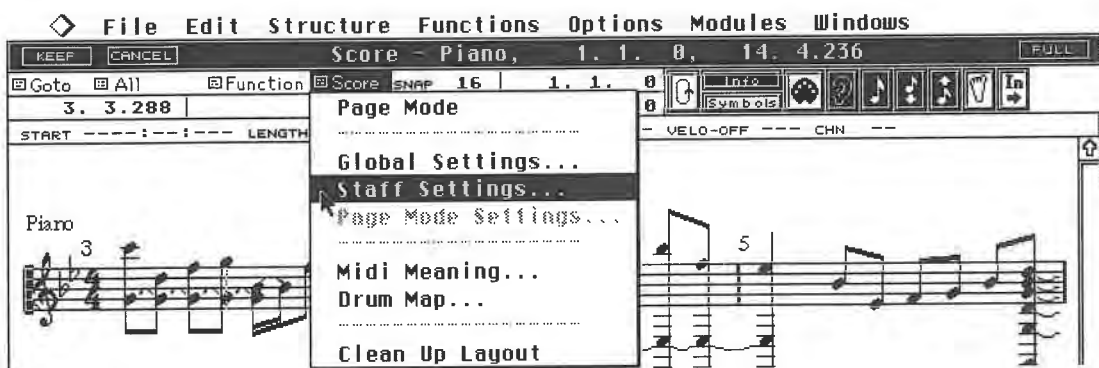 File Edit Structure Functions Options Modules Windows
KEEP CANCEL Score - Piano, 1. 1. 0, 14. 4.236 FULL
Goto All Function Score SNAP 16 1. 1. 0 Info In
3. 3.288 0 Symbols
START ----:--:--- LENGTH - VELO-OFF --- CHN --
Page Mode
Global Settings...
Staff Settings...
Page Mode Settings...
Midi Meaning...
Drum Map...
Clean Up Layout
Piano
3 5
4
4